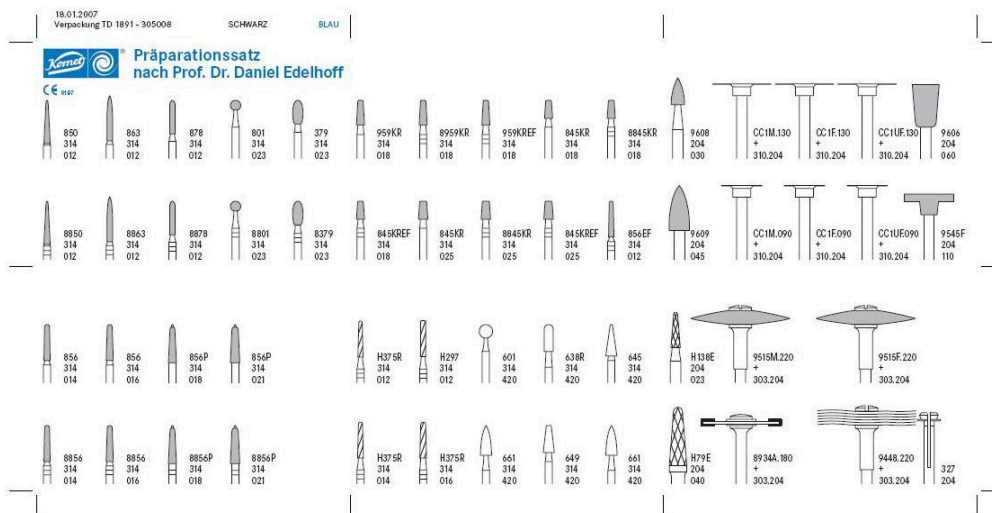 18.01.2007
Verpackung TD 1891 - 305008 SCHWARZ BLAU
Komet ®
Präparationssatz
nach Prof. Dr. Daniel Edelhoff
CE 0197
850 863 878 801 379 959KR 8959KR 959KREF 845KR 8845KR 9608 CC1M.130 CC1F.130 CC1UF.130 9606
314 314 314 314 314 314 314 314 314 314 204 + + + 204
012 012 012 023 023 018 018 018 018 018 030 310.204 310.204 310.204 060
8850 8863 8878 8801 8379 845KREF 845KR 8845KR 845KREF 856EF 9609 CC1M.090 CC1F.090 CC1UF.090 9545F
314 314 314 314 314 314 314 314 314 314 204 + + + 204
012 012 012 023 023 018 025 025 025 012 045 310.204 310.204 310.204 110
856 856 856P 856P H375R H297 601 638R 645 H138E 9515M.220 9515F.220
314 314 314 314 314 314 314 314 314 204 + +
014 016 018 021 012 012 420 420 420 023 303.204 303.204
8856 8856 8856P 8856P H375R H375R 661 649 661 H79E 8934A.180 9448.220 327
314 314 314 314 314 314 314 314 314 204 + + 204
014 016 018 021 014 016 420 420 420 040 303.204 303.204